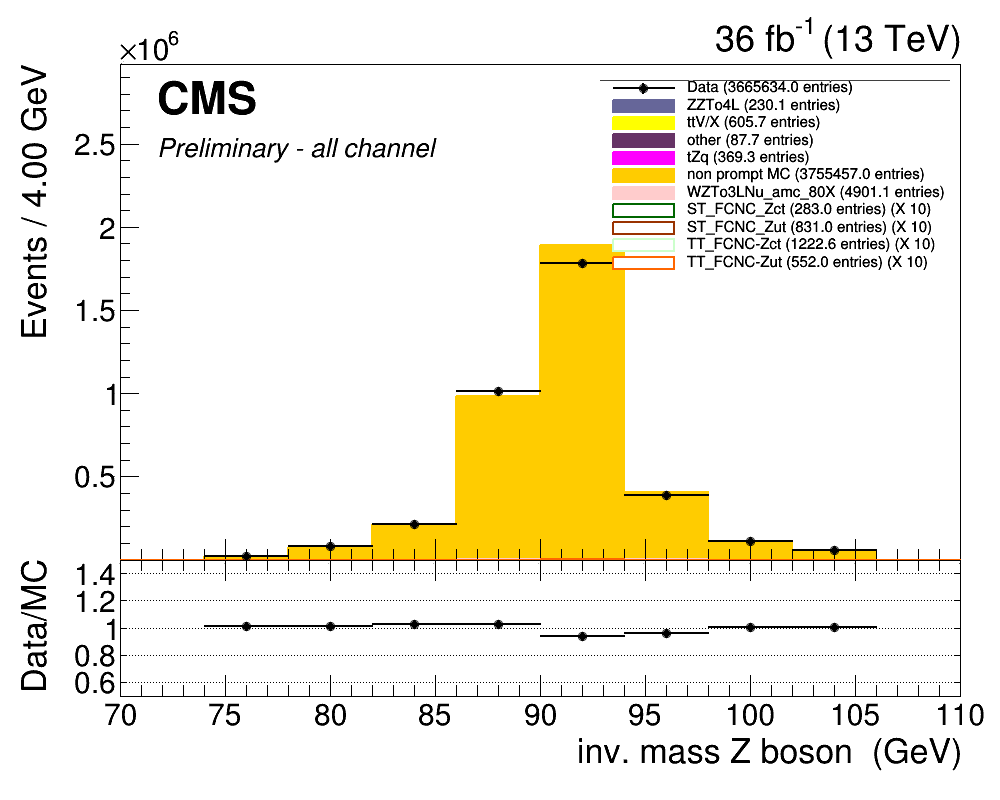 ×10⁶
36 fb⁻¹ (13 TeV)
CMS
Preliminary - all channel
Data (3665634.0 entries)
ZZTo4L (230.1 entries)
ttV/X (605.7 entries)
other (87.7 entries)
tZq (369.3 entries)
non prompt MC (3755457.0 entries)
WZTo3LNu_amc_80X (4901.1 entries)
ST_FCNC_Zct (283.0 entries) (X 10)
ST_FCNC_Zut (831.0 entries) (X 10)
TT_FCNC-Zct (1222.6 entries) (X 10)
TT_FCNC-Zut (552.0 entries) (X 10)
Events / 4.00 GeV
2.5
2
1.5
1
0.5
Data/MC
1.4
1.2
1
0.8
0.6
70 75 80 85 90 95 100 105 110
inv. mass Z boson (GeV)